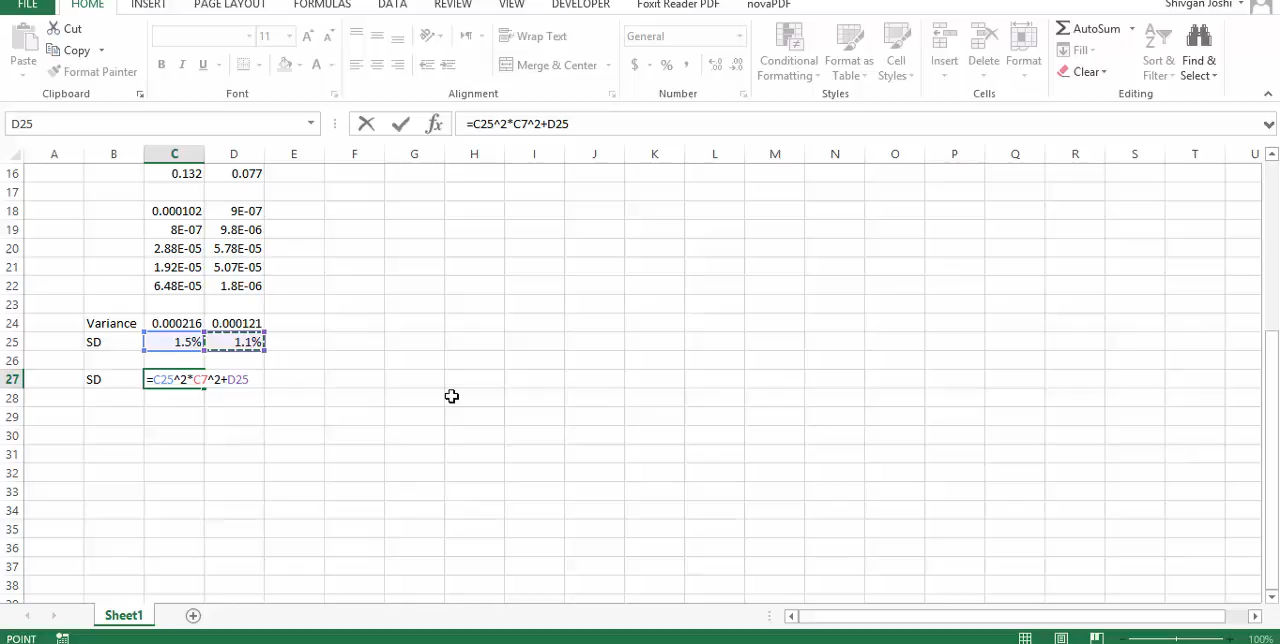 FILE HOME INSERT PAGE LAYOUT FORMULAS DATA REVIEW VIEW DEVELOPER Foxit Reader PDF novaPDF Shivgan Joshi
Cut
Copy
Format Painter
Paste
Clipboard
11 A A
B I U A
Font
Wrap Text
Merge & Center
Alignment
General
$ % ,
Number
Conditional Formatting
Format as Table
Cell Styles
Styles
Insert
Delete
Format
Cells
AutoSum
Fill
Clear
Sort & Filter
Find & Select
Editing
D25 fx =C25^2*C7^2+D25
A B C D E F G H I J K L M N O P Q R S T U
16 0.132 0.077
17
18 0.000102 9E-07
19 8E-07 9.8E-06
20 2.88E-05 5.78E-05
21 1.92E-05 5.07E-05
22 6.48E-05 1.8E-06
23
24 Variance 0.000216 0.000121
25 SD 1.5% 1.1%
26
27 SD =C25^2*C7^2+D25
28
29
30
31
32
33
34
35
36
37
38
Sheet1
POINT 100%